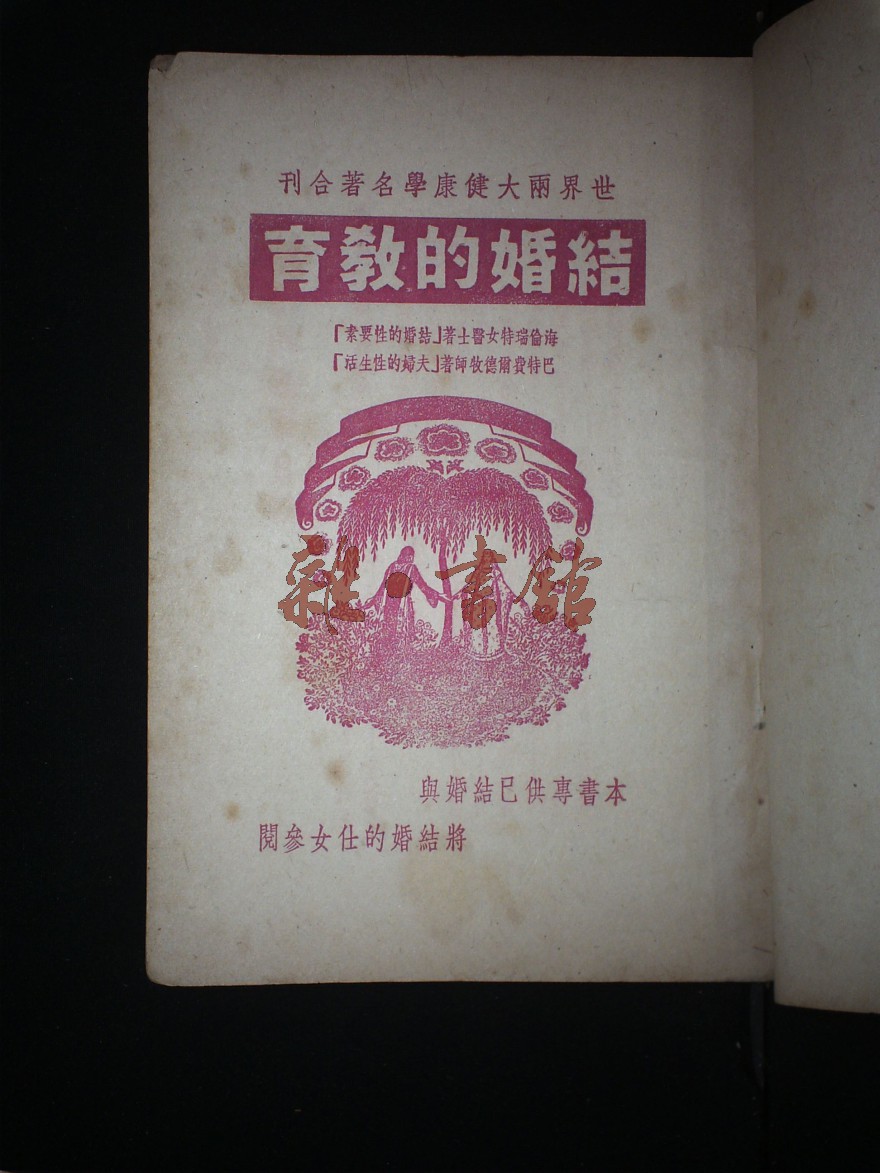 世界兩大健康學名著合刊
結婚的敎育
海倫瑞特女醫士著「結婚的性要素」
巴特費爾德牧師著「夫婦的性生活」
雜·書館
本書專供已結婚與
將結婚的仕女參閱